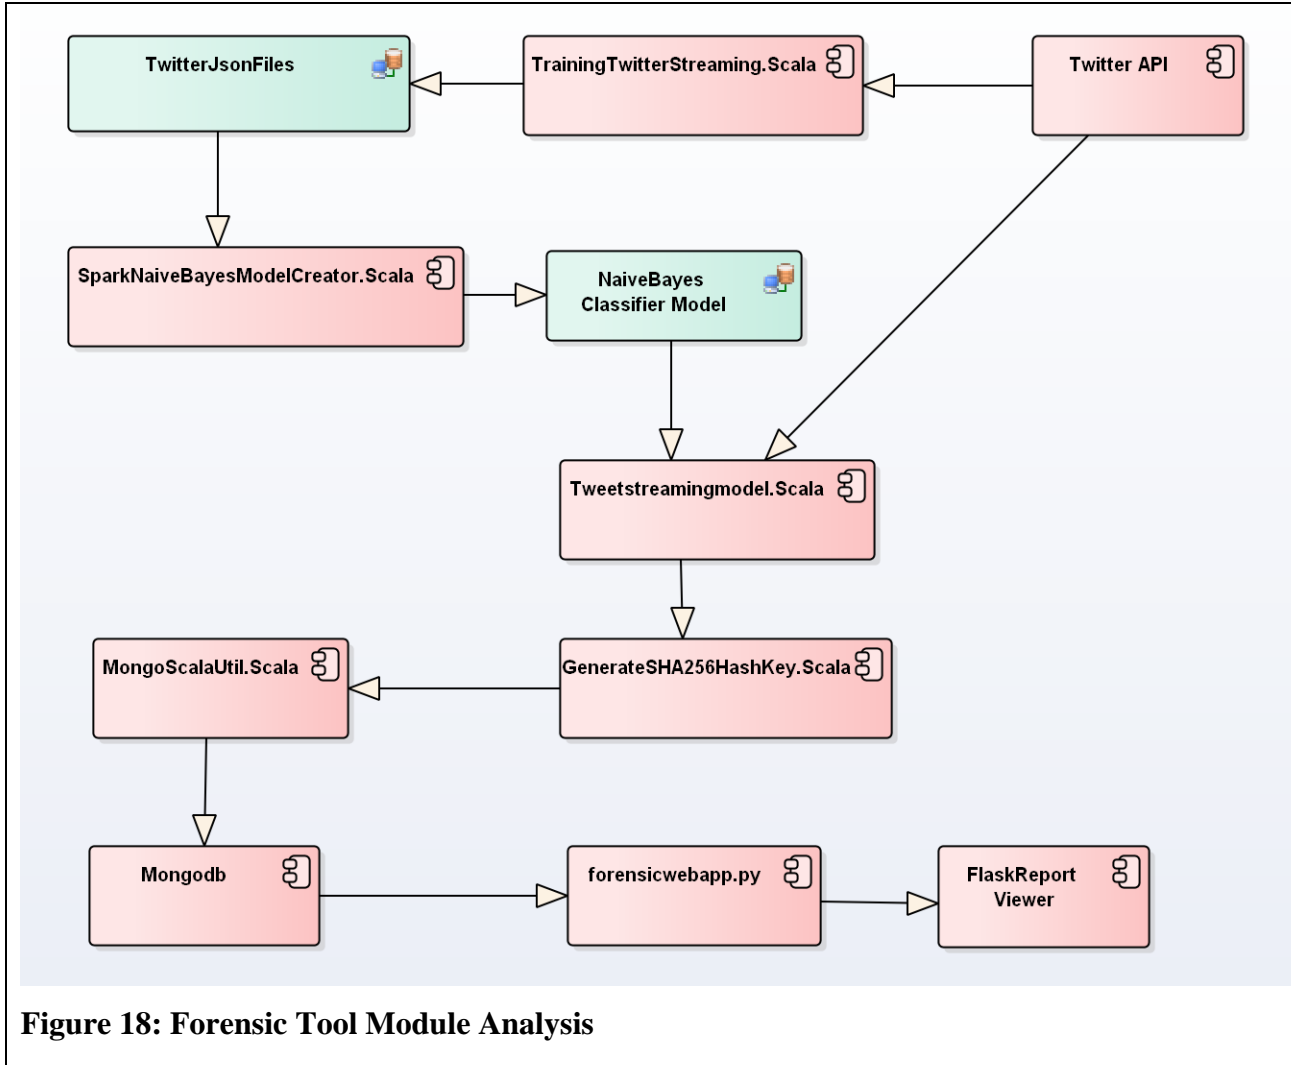 TwitterJsonFiles
TrainingTwitterStreaming.Scala
Twitter API
SparkNaiveBayesModelCreator.Scala
NaiveBayes
Classifier Model
Tweetstreamingmodel.Scala
MongoScalaUtil.Scala
GenerateSHA256HashKey.Scala
Mongodb
forensicwebapp.py
FlaskReport
Viewer
Figure 18: Forensic Tool Module Analysis